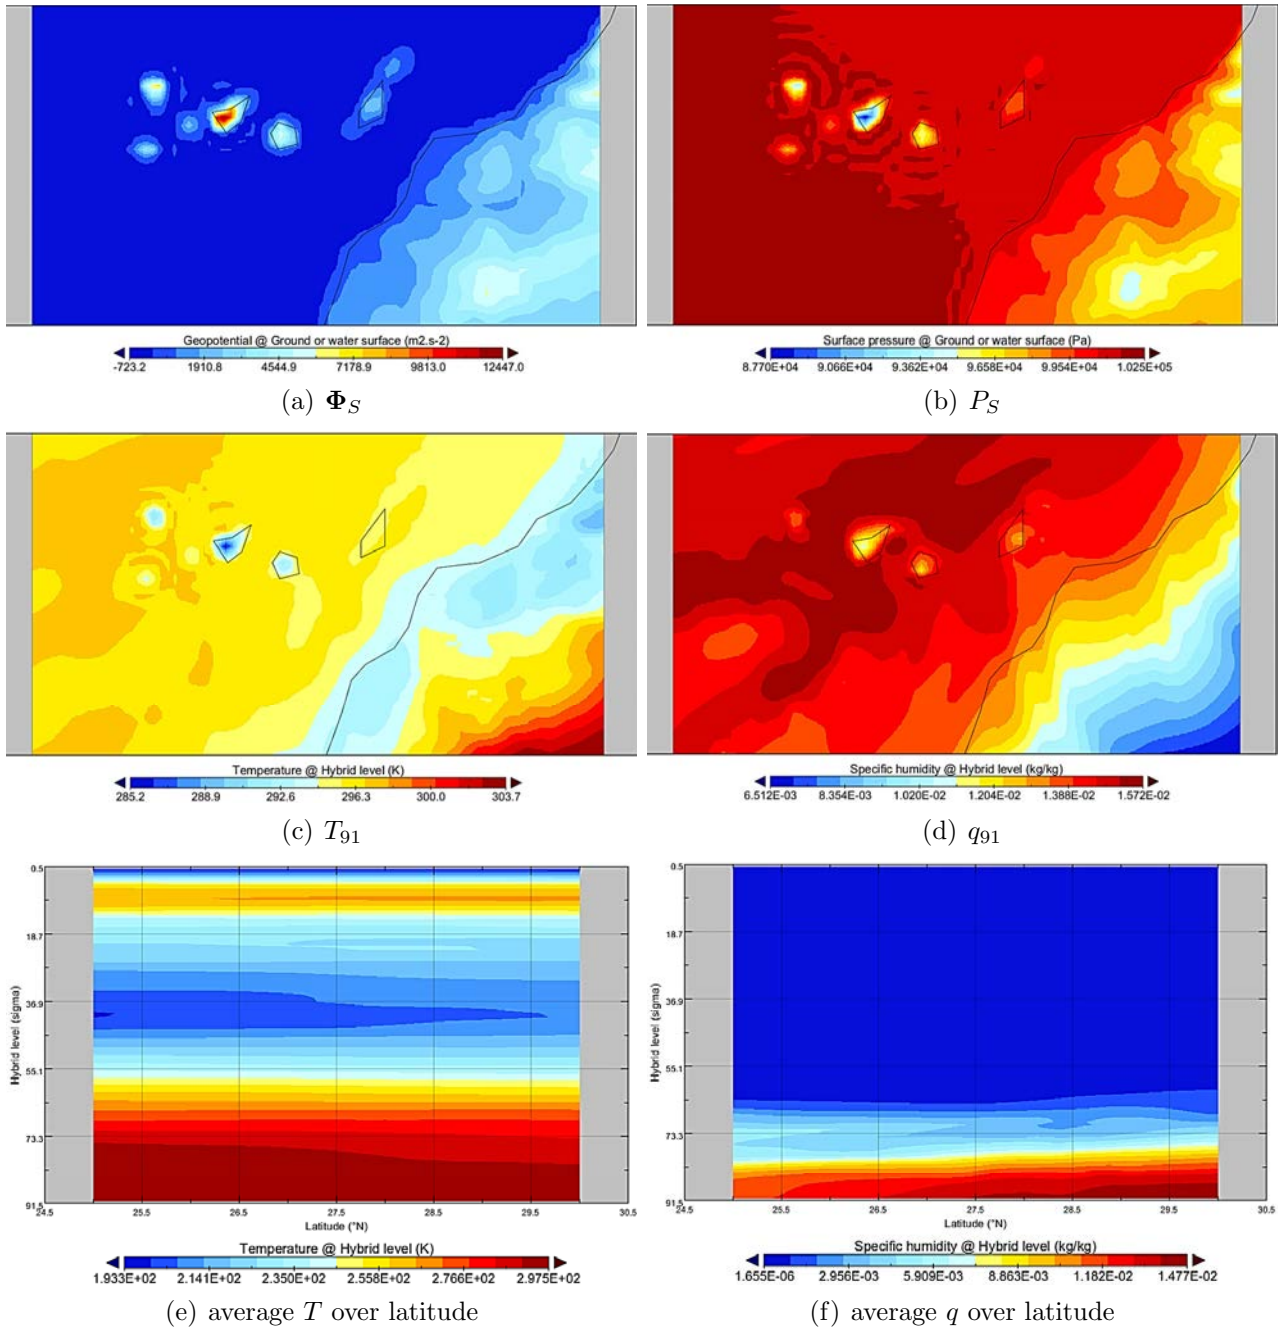 Geopotential @ Ground or water surface (m2.s-2)
-723.2 1910.8 4544.9 7178.9 9813.0 12447.0
(a) Φ_S
Surface pressure @ Ground or water surface (Pa)
8.770E+04 9.066E+04 9.362E+04 9.658E+04 9.954E+04 1.025E+05
(b) P_S
Temperature @ Hybrid level (K)
285.2 288.9 292.6 296.3 300.0 303.7
(c) T_91
Specific humidity @ Hybrid level (kg/kg)
6.512E-03 8.354E-03 1.020E-02 1.204E-02 1.388E-02 1.572E-02
(d) q_91
Hybrid level (sigma)
0.5
18.7
36.9
55.1
73.3
91.5
24.5 25.5 26.5 27.5 28.5 29.5 30.5
Latitude (°N)
Temperature @ Hybrid level (K)
1.933E+02 2.141E+02 2.350E+02 2.558E+02 2.766E+02 2.975E+02
(e) average T over latitude
Hybrid level (sigma)
0.5
18.7
36.9
55.1
73.3
91.5
24.5 25.5 26.5 27.5 28.5 29.5 30.5
Latitude (°N)
Specific humidity @ Hybrid level (kg/kg)
1.655E-06 2.956E-03 5.909E-03 8.863E-03 1.182E-02 1.477E-02
(f) average q over latitude